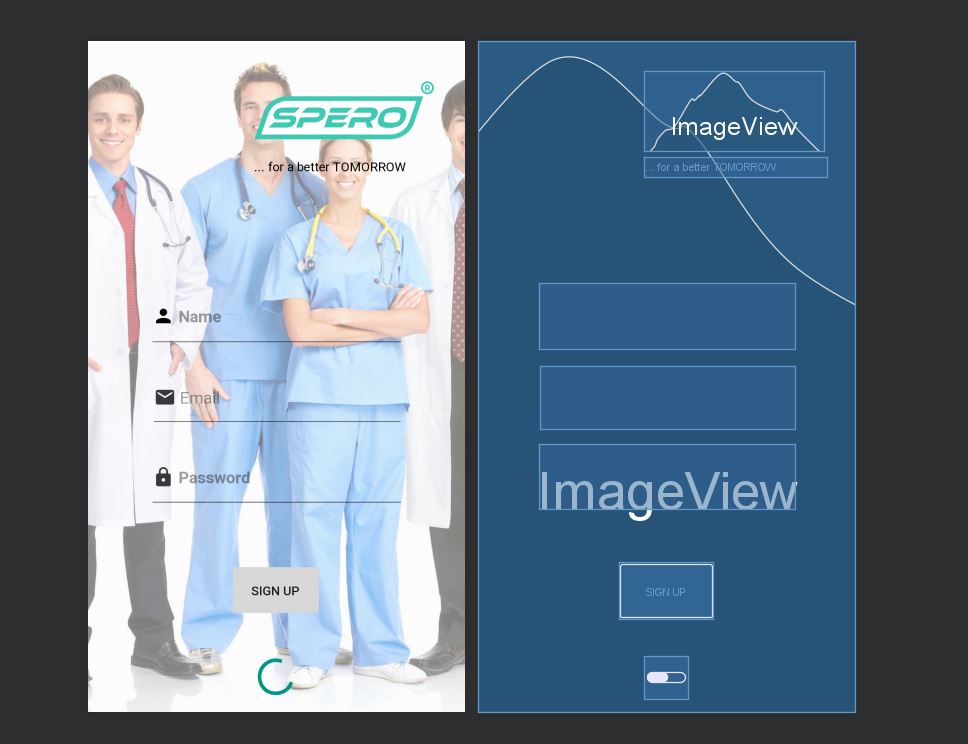 SPERO®
... for a better TOMORROW
Name
Email
Password
SIGN UP
ImageView
... for a better TOMORROW
ImageView
SIGN UP